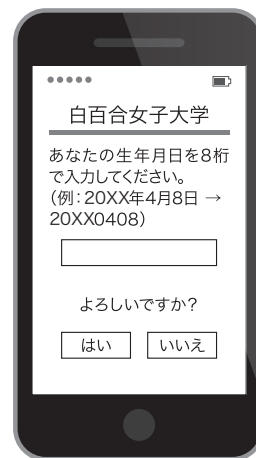 白百合女子大学
あなたの生年月日を8桁
で入力してください。
（例：20XX年4月8日 →
20XX0408）
よろしいですか？
はい
いいえ